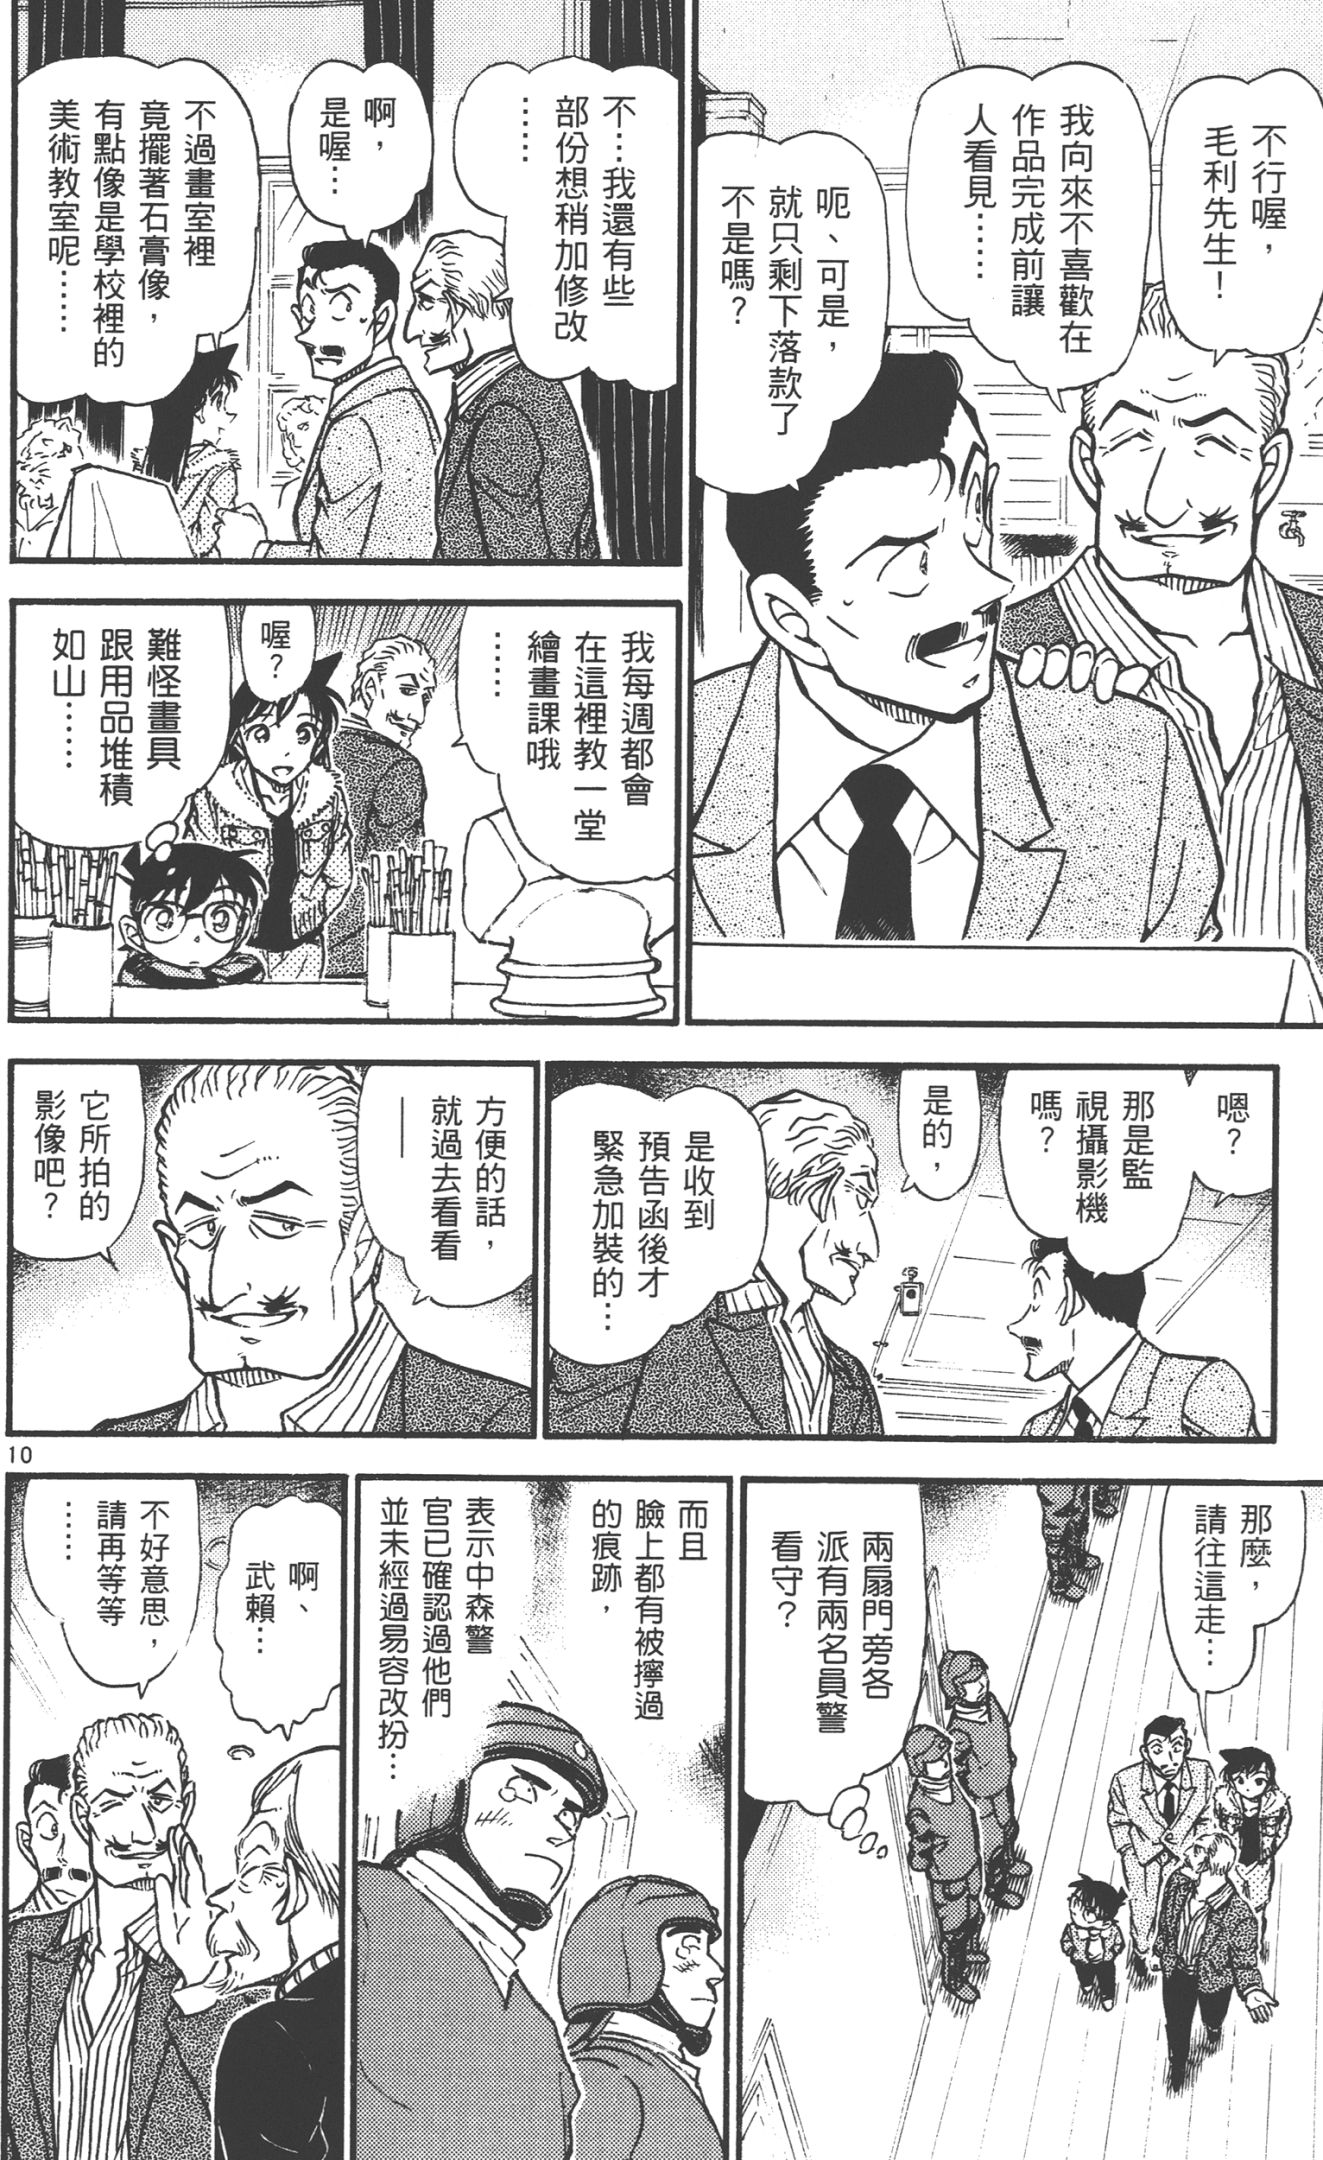 不行喔，
毛利先生！
我向來不喜歡在
作品完成前讓
人看見……
呃、可是，
就只剩下落款了
不是嗎？
不…我還有些
部份想稍加修改
……
啊，
是喔…
不過畫室裡
竟擺著石膏像，
有點像是學校裡的
美術教室呢……
我每週都會
在這裡教一堂
繪畫課哦
……
喔？
難怪畫具
跟用品堆積
如山……
嗯？
那是監
視攝影機
嗎？
是的，
是收到
預告函後才
緊急加裝的…
方便的話，
就過去看看
——
它所拍的
影像吧？
10
那麼，
請往這走…
兩扇門旁各
派有兩名員警
看守？
而且
臉上都有被擰過
的痕跡，
表示中森警
官已確認過他們
並未經過易容改扮…
啊、
武賴…
不好意思，
請再等等
……